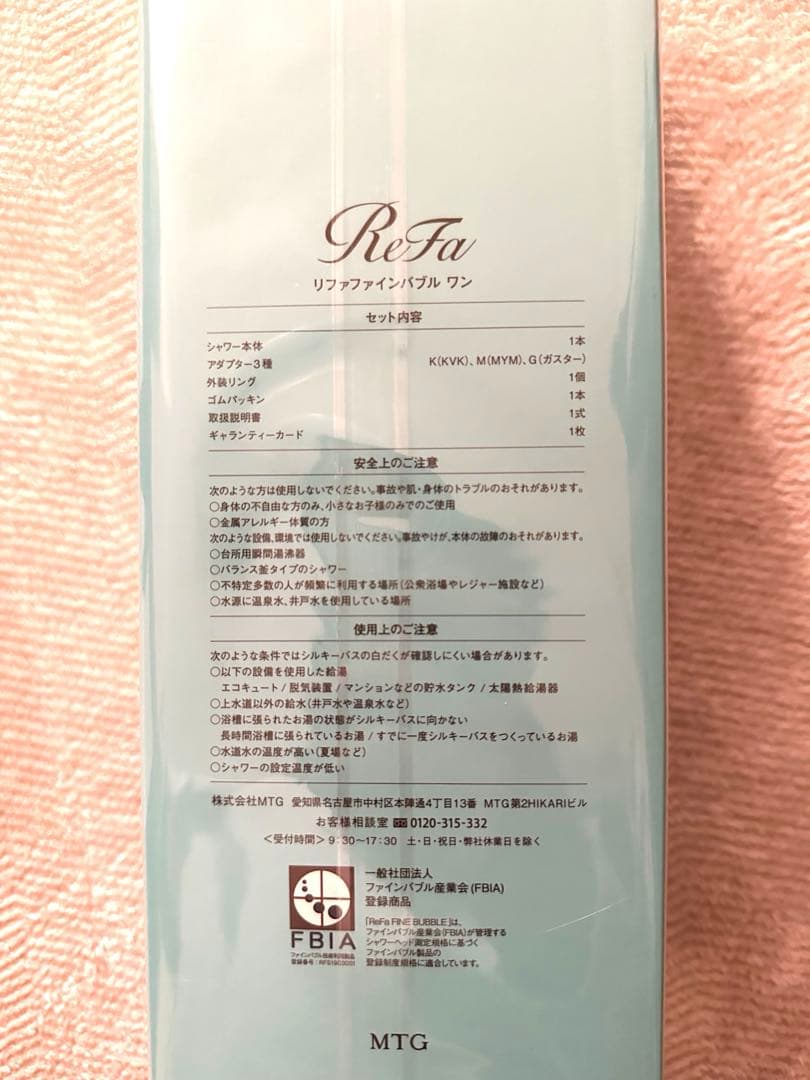 ReFa
リファファインバブル ワン
セット内容
シャワー本体 1本
アダプター3種 K(KVK)、M(MYM)、G(ガスター)
外装リング 1個
ゴムパッキン 1本
取扱説明書 1式
ギャランティーカード 1枚
安全上のご注意
次のような方は使用しないでください。事故や肌・身体のトラブルのおそれがあります。
○身体の不自由な方のみ、小さなお子様のみでのご使用
○金属アレルギー体質の方
次のような設備、環境では使用しないでください。事故やけが、本体の故障のおそれがあります。
○台所用瞬間湯沸器
○バランス釜タイプのシャワー
○不特定多数の人が頻繁に利用する場所(公衆浴場やレジャー施設など)
○水源に温泉水、井戸水を使用している場所
使用上のご注意
次のような条件ではシルキーバスの白だくが確認しにくい場合があります。
○以下の設備を使用した給湯
エコキュート / 脱気装置 / マンションなどの貯水タンク / 太陽熱給湯器
○上水道以外の給水(井戸水や温泉水など)
○浴槽に張られたお湯の状態がシルキーバスに向かない
長時間浴槽に張られているお湯 / すでに一度シルキーバスをつくっているお湯
○水道水の温度が高い(夏場など)
○シャワーの設定温度が低い
株式会社MTG 愛知県名古屋市中村区本陣通4丁目13番 MTG第2HIKARIビル
お客様相談室 0120-315-332
<受付時間> 9:30~17:30 土・日・祝日・弊社休業日を除く
一般社団法人
ファインバブル産業会(FBIA)
登録商品
FBIA
ファインバブル技術利用製品
「ReFa FINE BUBBLE」は、
ファインバブル産業会(FBIA)が管理する
シャワーヘッド測定規格に基づく
ファインバブル製品の
登録制度規格に適合しています。
MTG